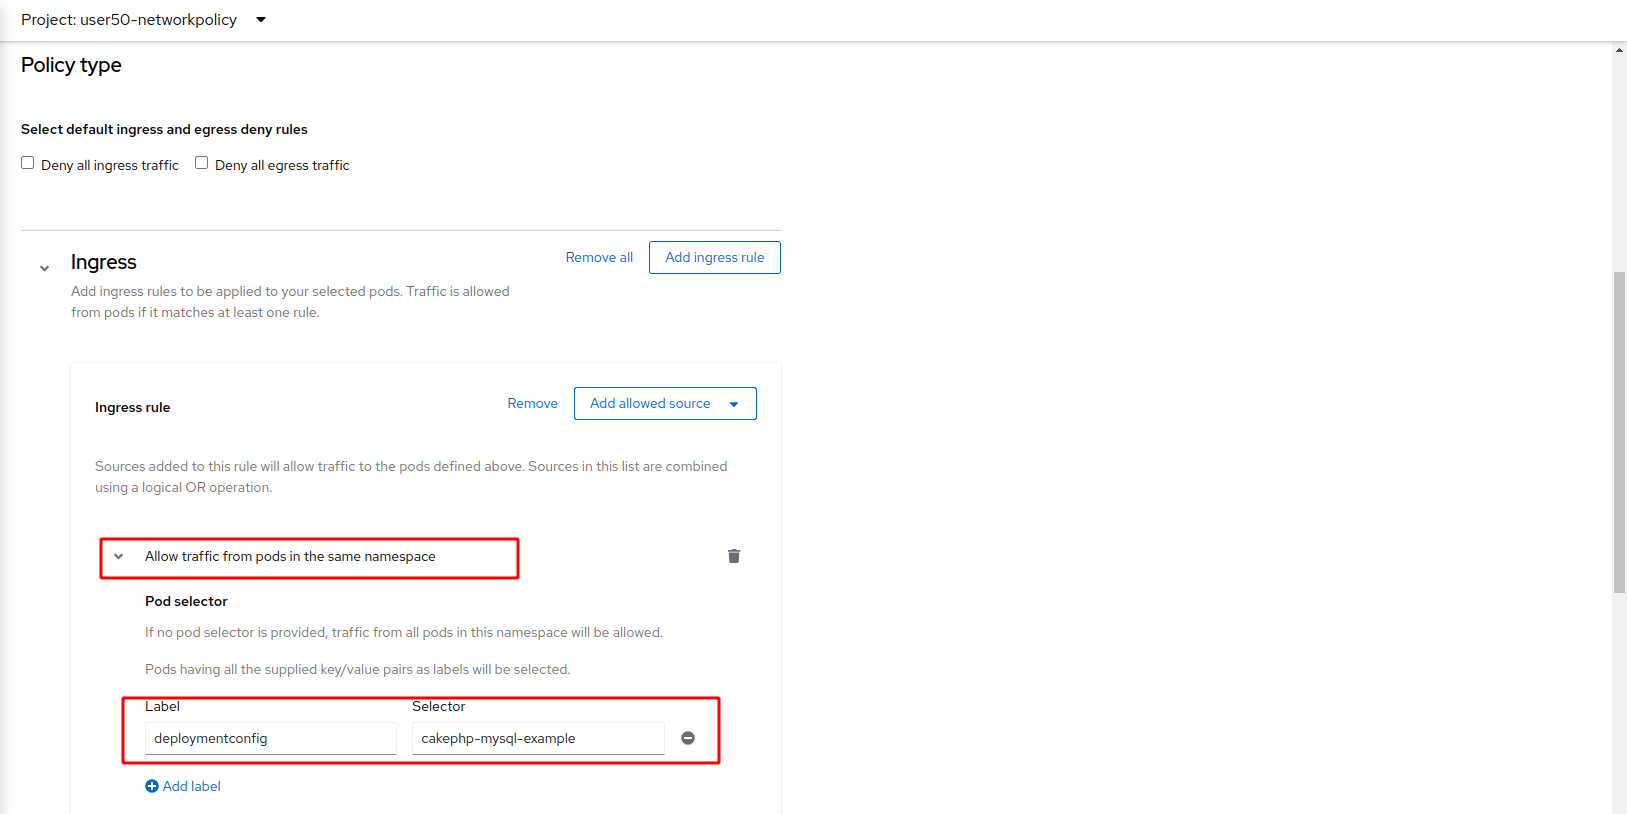 Project: user50-networkpolicy
Policy type
Select default ingress and egress deny rules
Deny all ingress traffic Deny all egress traffic
Ingress
Remove all
Add ingress rule
Add ingress rules to be applied to your selected pods. Traffic is allowed
from pods if it matches at least one rule.
Ingress rule
Remove
Add allowed source
Sources added to this rule will allow traffic to the pods defined above. Sources in this list are combined
using a logical OR operation.
Allow traffic from pods in the same namespace
Pod selector
If no pod selector is provided, traffic from all pods in this namespace will be allowed.
Pods having all the supplied key/value pairs as labels will be selected.
Label Selector
deploymentconfig cakephp-mysql-example
Add label